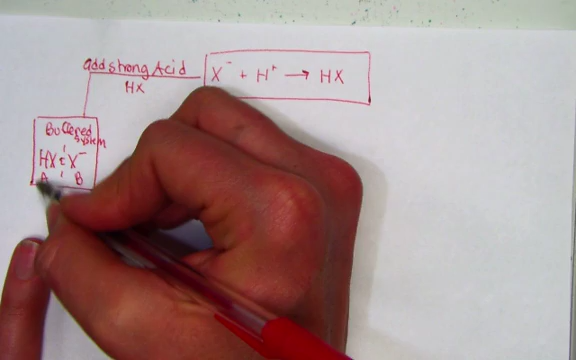 Add strong Acid
HX
X⁻ + H⁺ → HX
Buffered
System
HX : X⁻
A : B